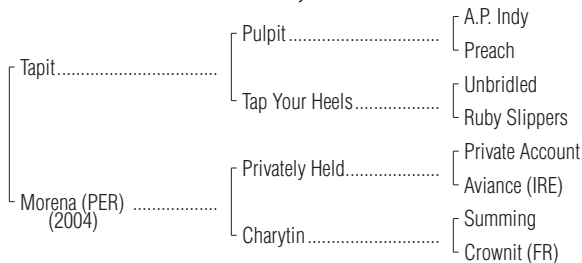 A.P. Indy
Pulpit
Preach
Tapit
Unbridled
Tap Your Heels
Ruby Slippers
Private Account
Privately Held
Aviance (IRE)
Morena (PER)
(2004)
Summing
Charytin
Crownit (FR)